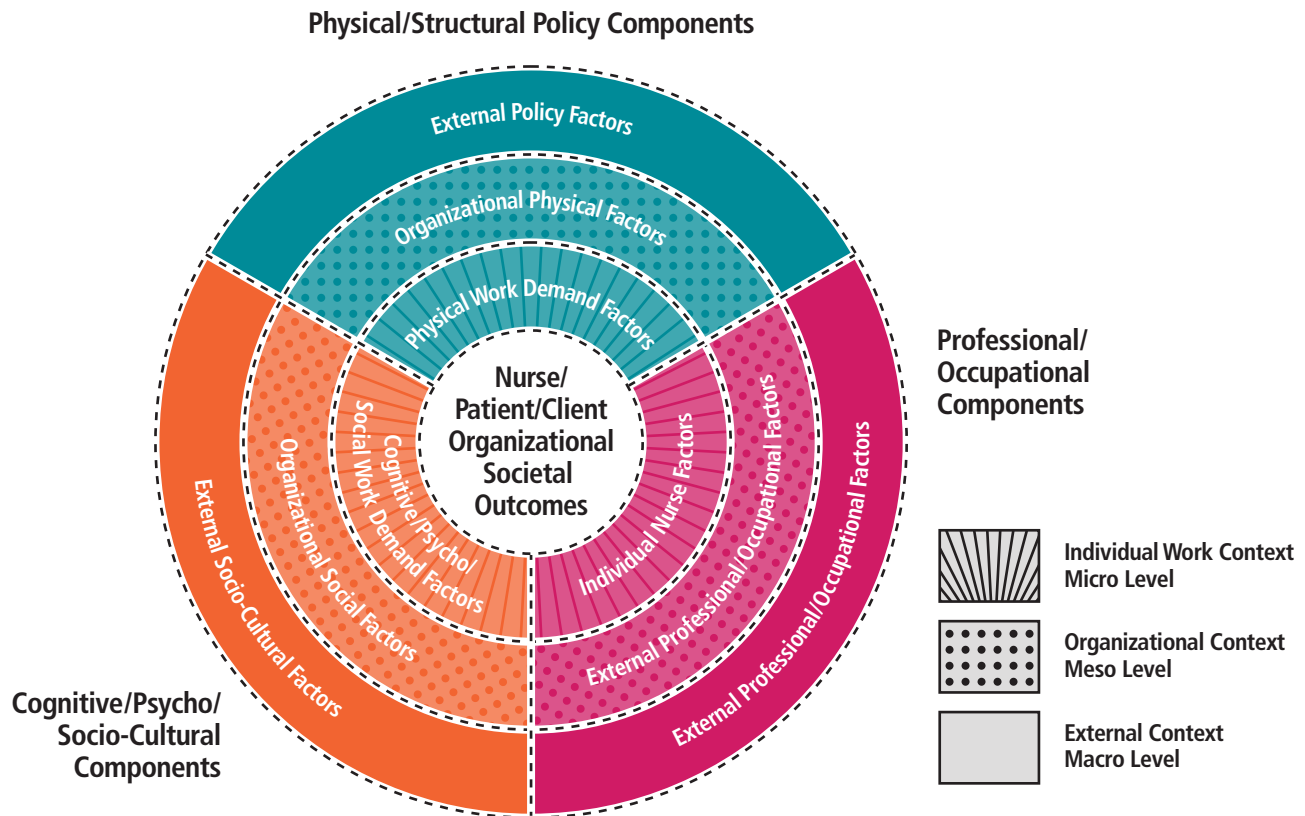 Physical/Structural Policy Components
External Policy Factors
Organizational Physical Factors
Physical Work Demand Factors
Nurse/
Patient/Client
Organizational
Societal
Outcomes
Professional/
Occupational
Components
Individual Nurse Factors
External Professional/Occupational Factors
External Professional/Occupational Factors
Cognitive/Psycho/
Social Work Demand Factors
Organizational Social Factors
External Socio-Cultural Factors
Cognitive/Psycho/
Socio-Cultural
Components
Individual Work Context
Micro Level
Organizational Context
Meso Level
External Context
Macro Level